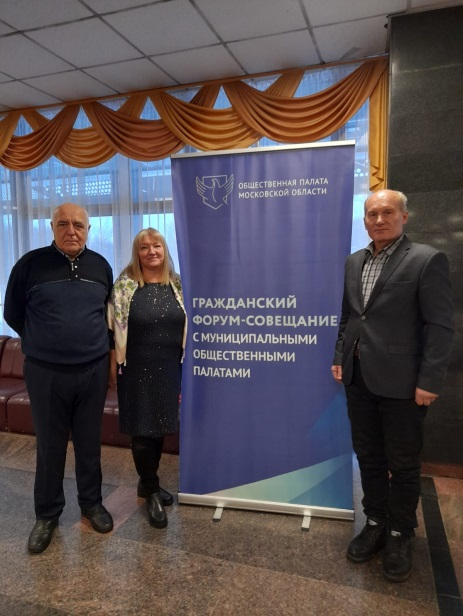 ОБЩЕСТВЕННАЯ ПАЛАТА
МОСКОВСКОЙ ОБЛАСТИ
ГРАЖДАНСКИЙ
ФОРУМ-СОВЕЩАНИЕ
С МУНИЦИПАЛЬНЫМИ
ОБЩЕСТВЕННЫМИ
ПАЛАТАМИ